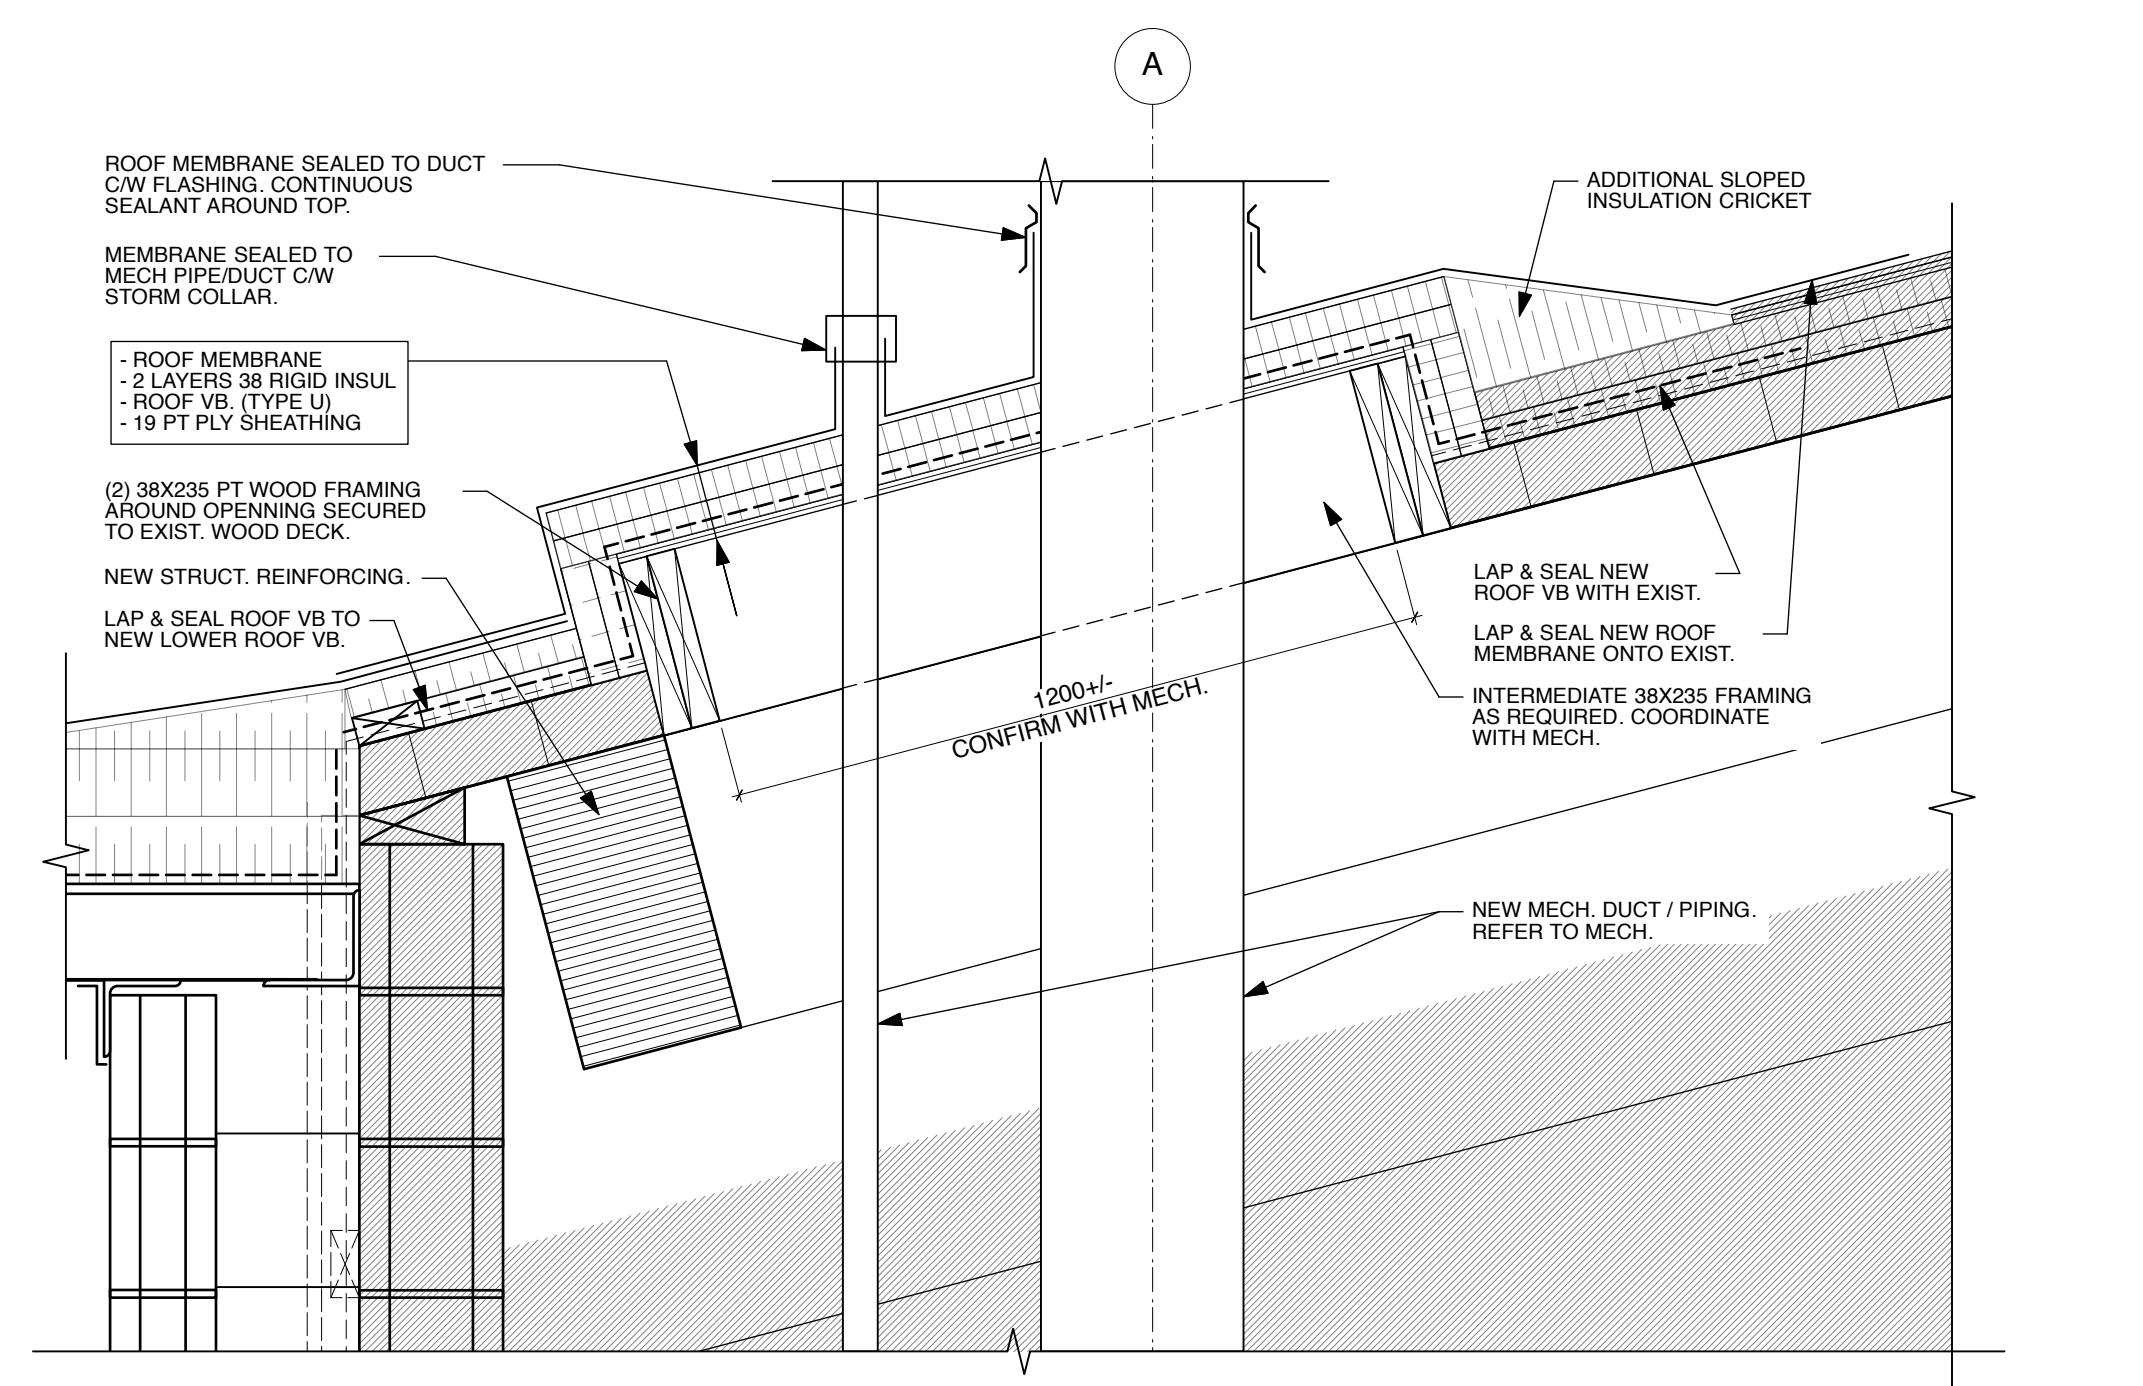 A
ROOF MEMBRANE SEALED TO DUCT
C/W FLASHING. CONTINUOUS
SEALANT AROUND TOP.
MEMBRANE SEALED TO
MECH PIPE/DUCT C/W
STORM COLLAR.
- ROOF MEMBRANE
- 2 LAYERS 38 RIGID INSUL
- ROOF VB. (TYPE U)
- 19 PT PLY SHEATHING
(2) 38X235 PT WOOD FRAMING
AROUND OPENNING SECURED
TO EXIST. WOOD DECK.
NEW STRUCT. REINFORCING.
LAP & SEAL ROOF VB TO
NEW LOWER ROOF VB.
1200+/-
CONFIRM WITH MECH.
ADDITIONAL SLOPED
INSULATION CRICKET
LAP & SEAL NEW
ROOF VB WITH EXIST.
LAP & SEAL NEW ROOF
MEMBRANE ONTO EXIST.
INTERMEDIATE 38X235 FRAMING
AS REQUIRED. COORDINATE
WITH MECH.
NEW MECH. DUCT / PIPING.
REFER TO MECH.